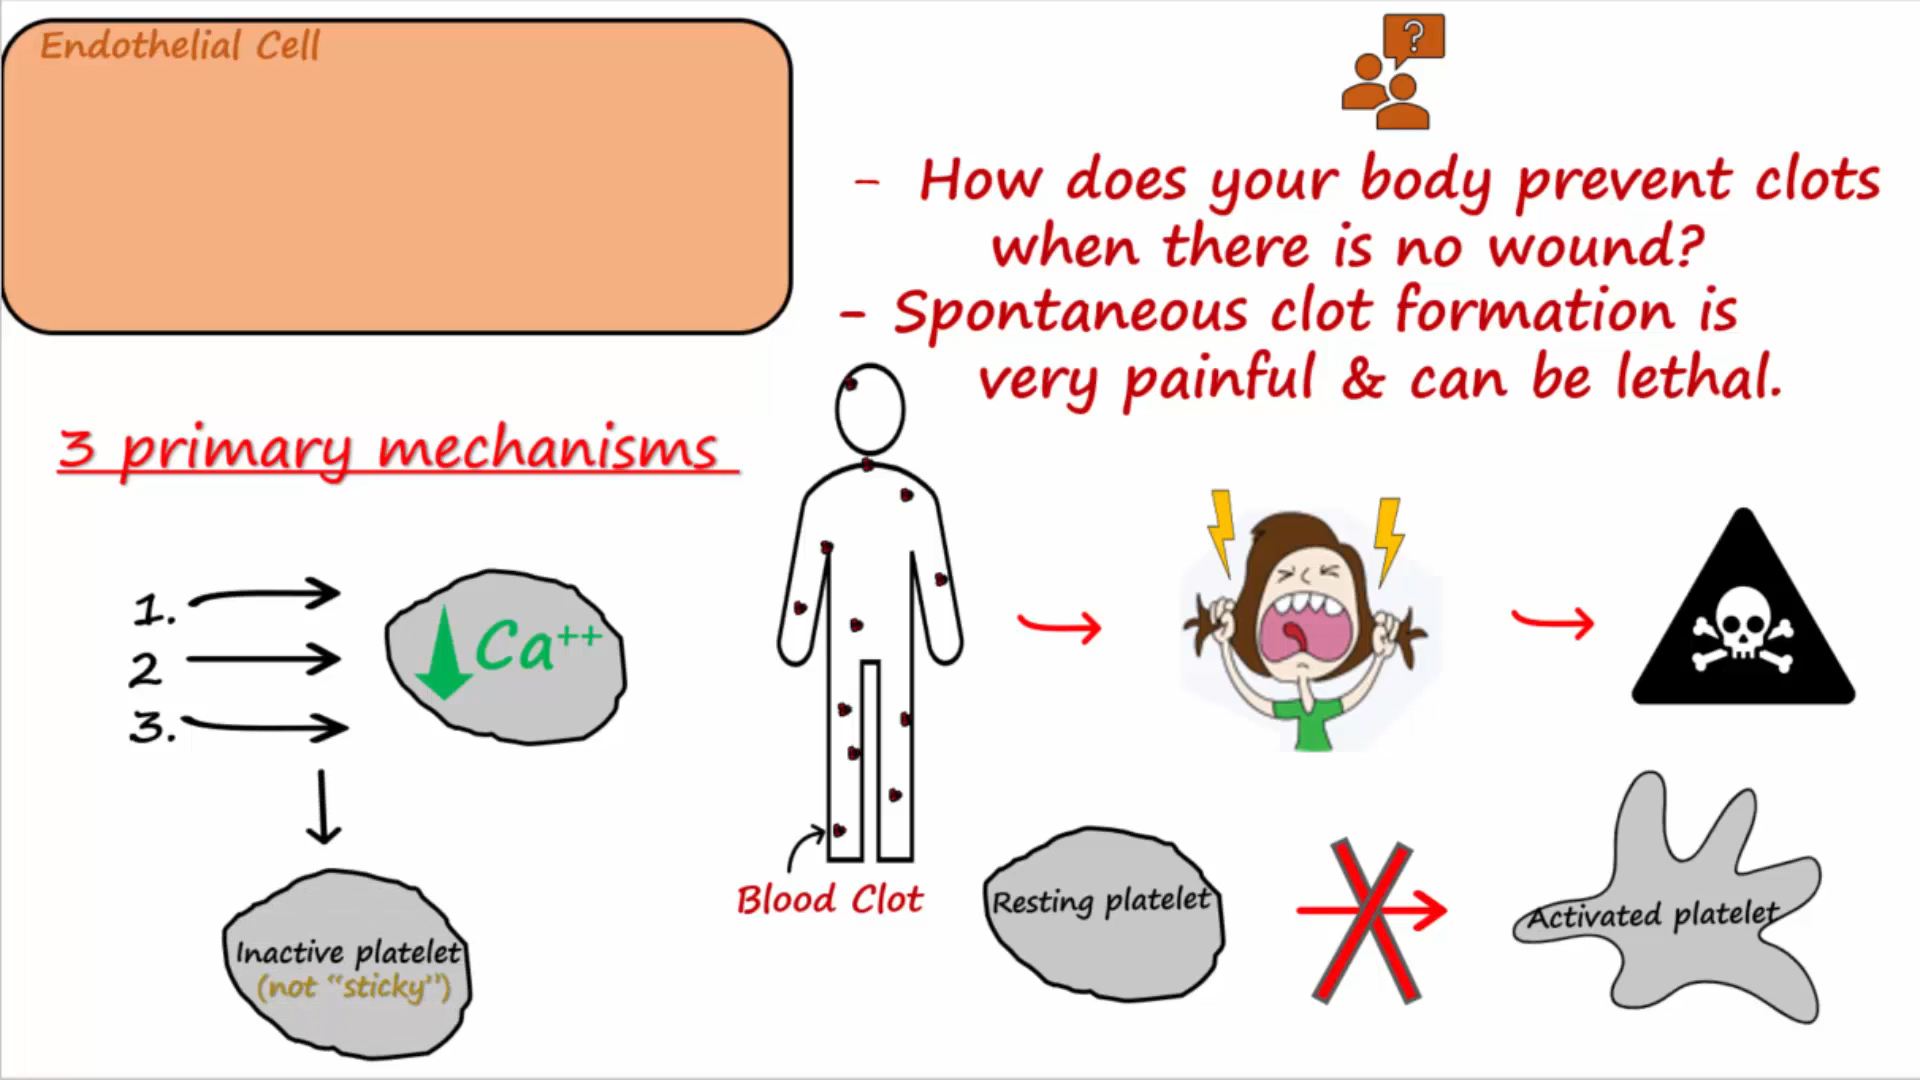 Endothelial Cell
?
- How does your body prevent clots
when there is no wound?
- Spontaneous clot formation is
very painful & can be lethal.
3 primary mechanisms
1.
2
3.
Ca++
Inactive platelet
(not “sticky”)
Blood Clot
Resting platelet
Activated platelet